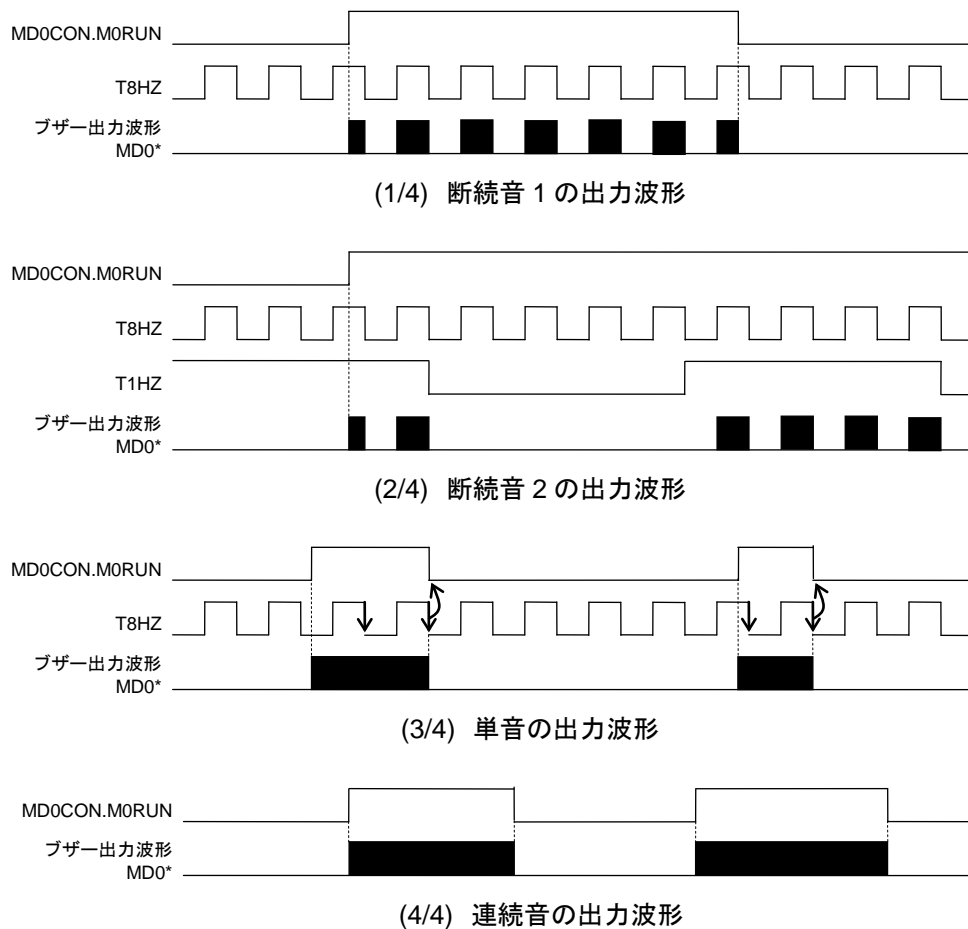 MD0CON.M0RUN
T8HZ
ブザー出力波形
MD0*
(1/4) 断続音 1 の出力波形
MD0CON.M0RUN
T8HZ
T1HZ
ブザー出力波形
MD0*
(2/4) 断続音 2 の出力波形
MD0CON.M0RUN
T8HZ
ブザー出力波形
MD0*
(3/4) 単音の出力波形
MD0CON.M0RUN
ブザー出力波形
MD0*
(4/4) 連続音の出力波形